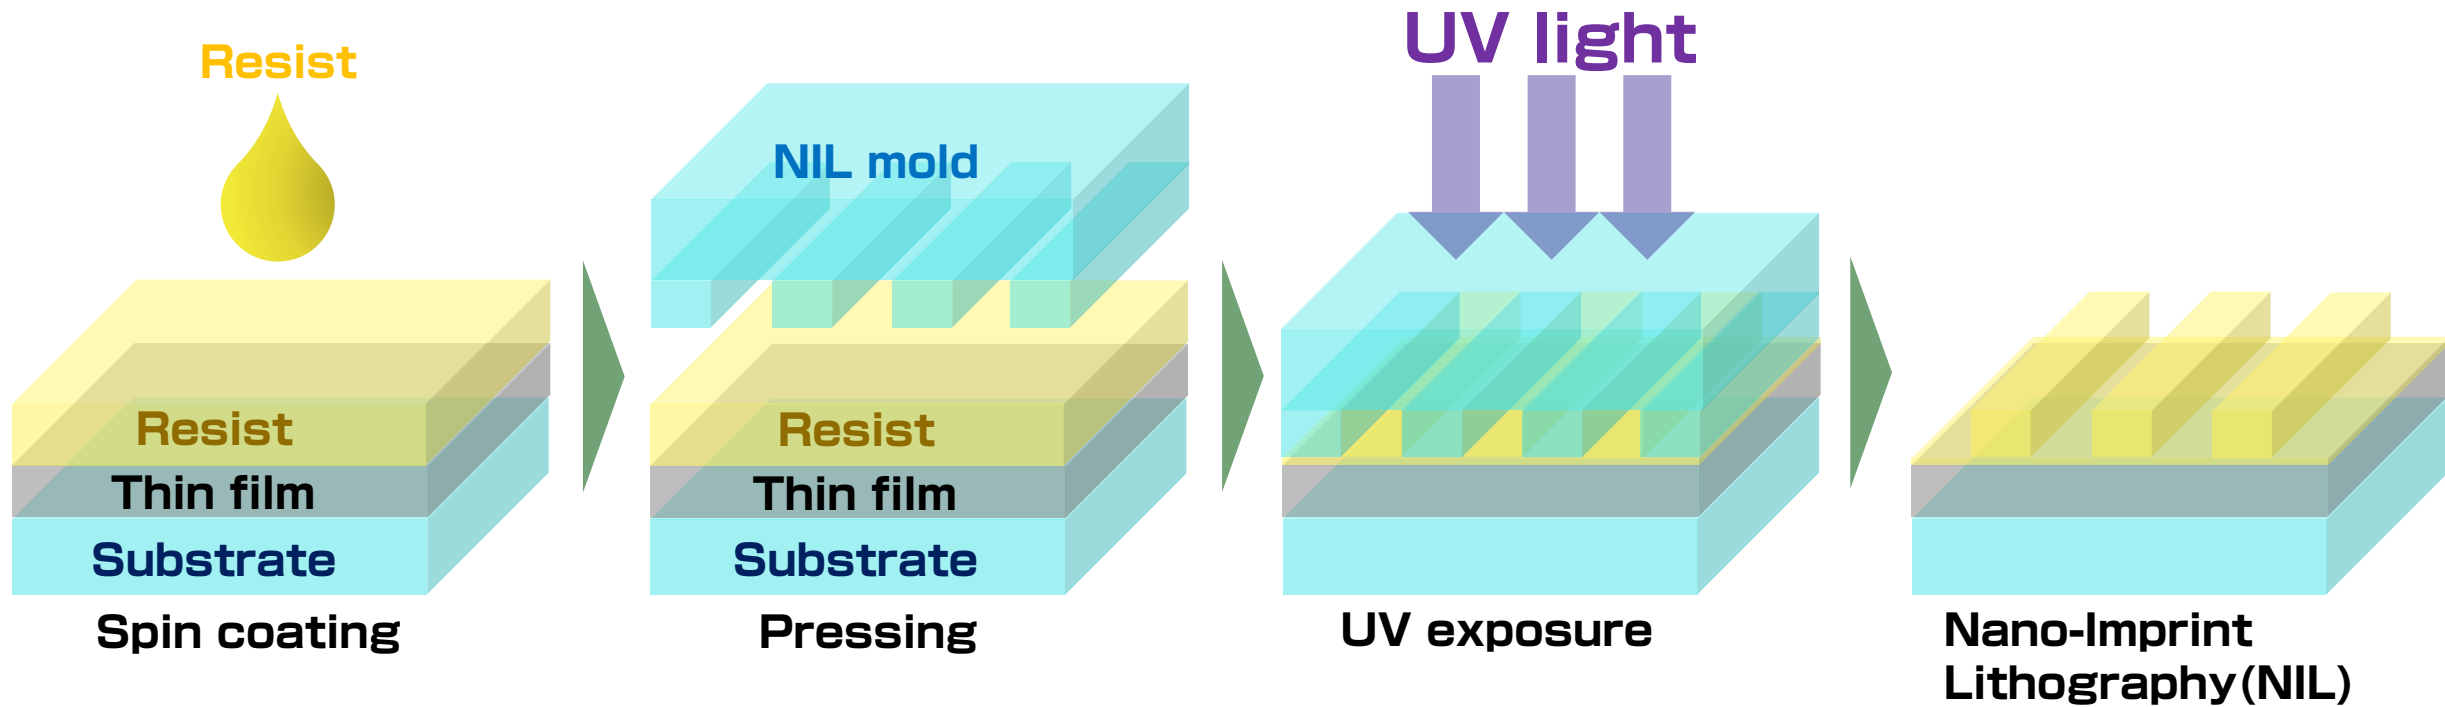 Resist
Resist
Thin film
Substrate
Spin coating
NIL mold
Resist
Thin film
Substrate
Pressing
UV light
UV exposure
Nano-Imprint
Lithography(NIL)